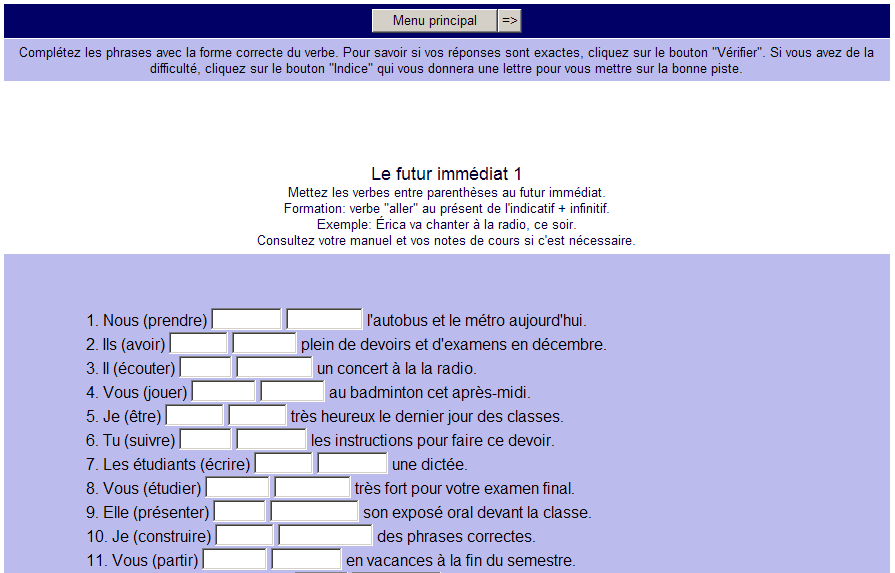 Menu principal =>
Complétez les phrases avec la forme correcte du verbe. Pour savoir si vos réponses sont exactes, cliquez sur le bouton "Vérifier". Si vous avez de la
difficulté, cliquez sur le bouton "Indice" qui vous donnera une lettre pour vous mettre sur la bonne piste.
Le futur immédiat 1
Mettez les verbes entre parenthèses au futur immédiat.
Formation: verbe "aller" au présent de l'indicatif + infinitif.
Exemple: Érica va chanter à la radio, ce soir.
Consultez votre manuel et vos notes de cours si c'est nécessaire.
1. Nous (prendre) l'autobus et le métro aujourd'hui.
2. Ils (avoir) plein de devoirs et d'examens en décembre.
3. Il (écouter) un concert à la la radio.
4. Vous (jouer) au badminton cet après-midi.
5. Je (être) très heureux le dernier jour des classes.
6. Tu (suivre) les instructions pour faire ce devoir.
7. Les étudiants (écrire) une dictée.
8. Vous (étudier) très fort pour votre examen final.
9. Elle (présenter) son exposé oral devant la classe.
10. Je (construire) des phrases correctes.
11. Vous (partir) en vacances à la fin du semestre.